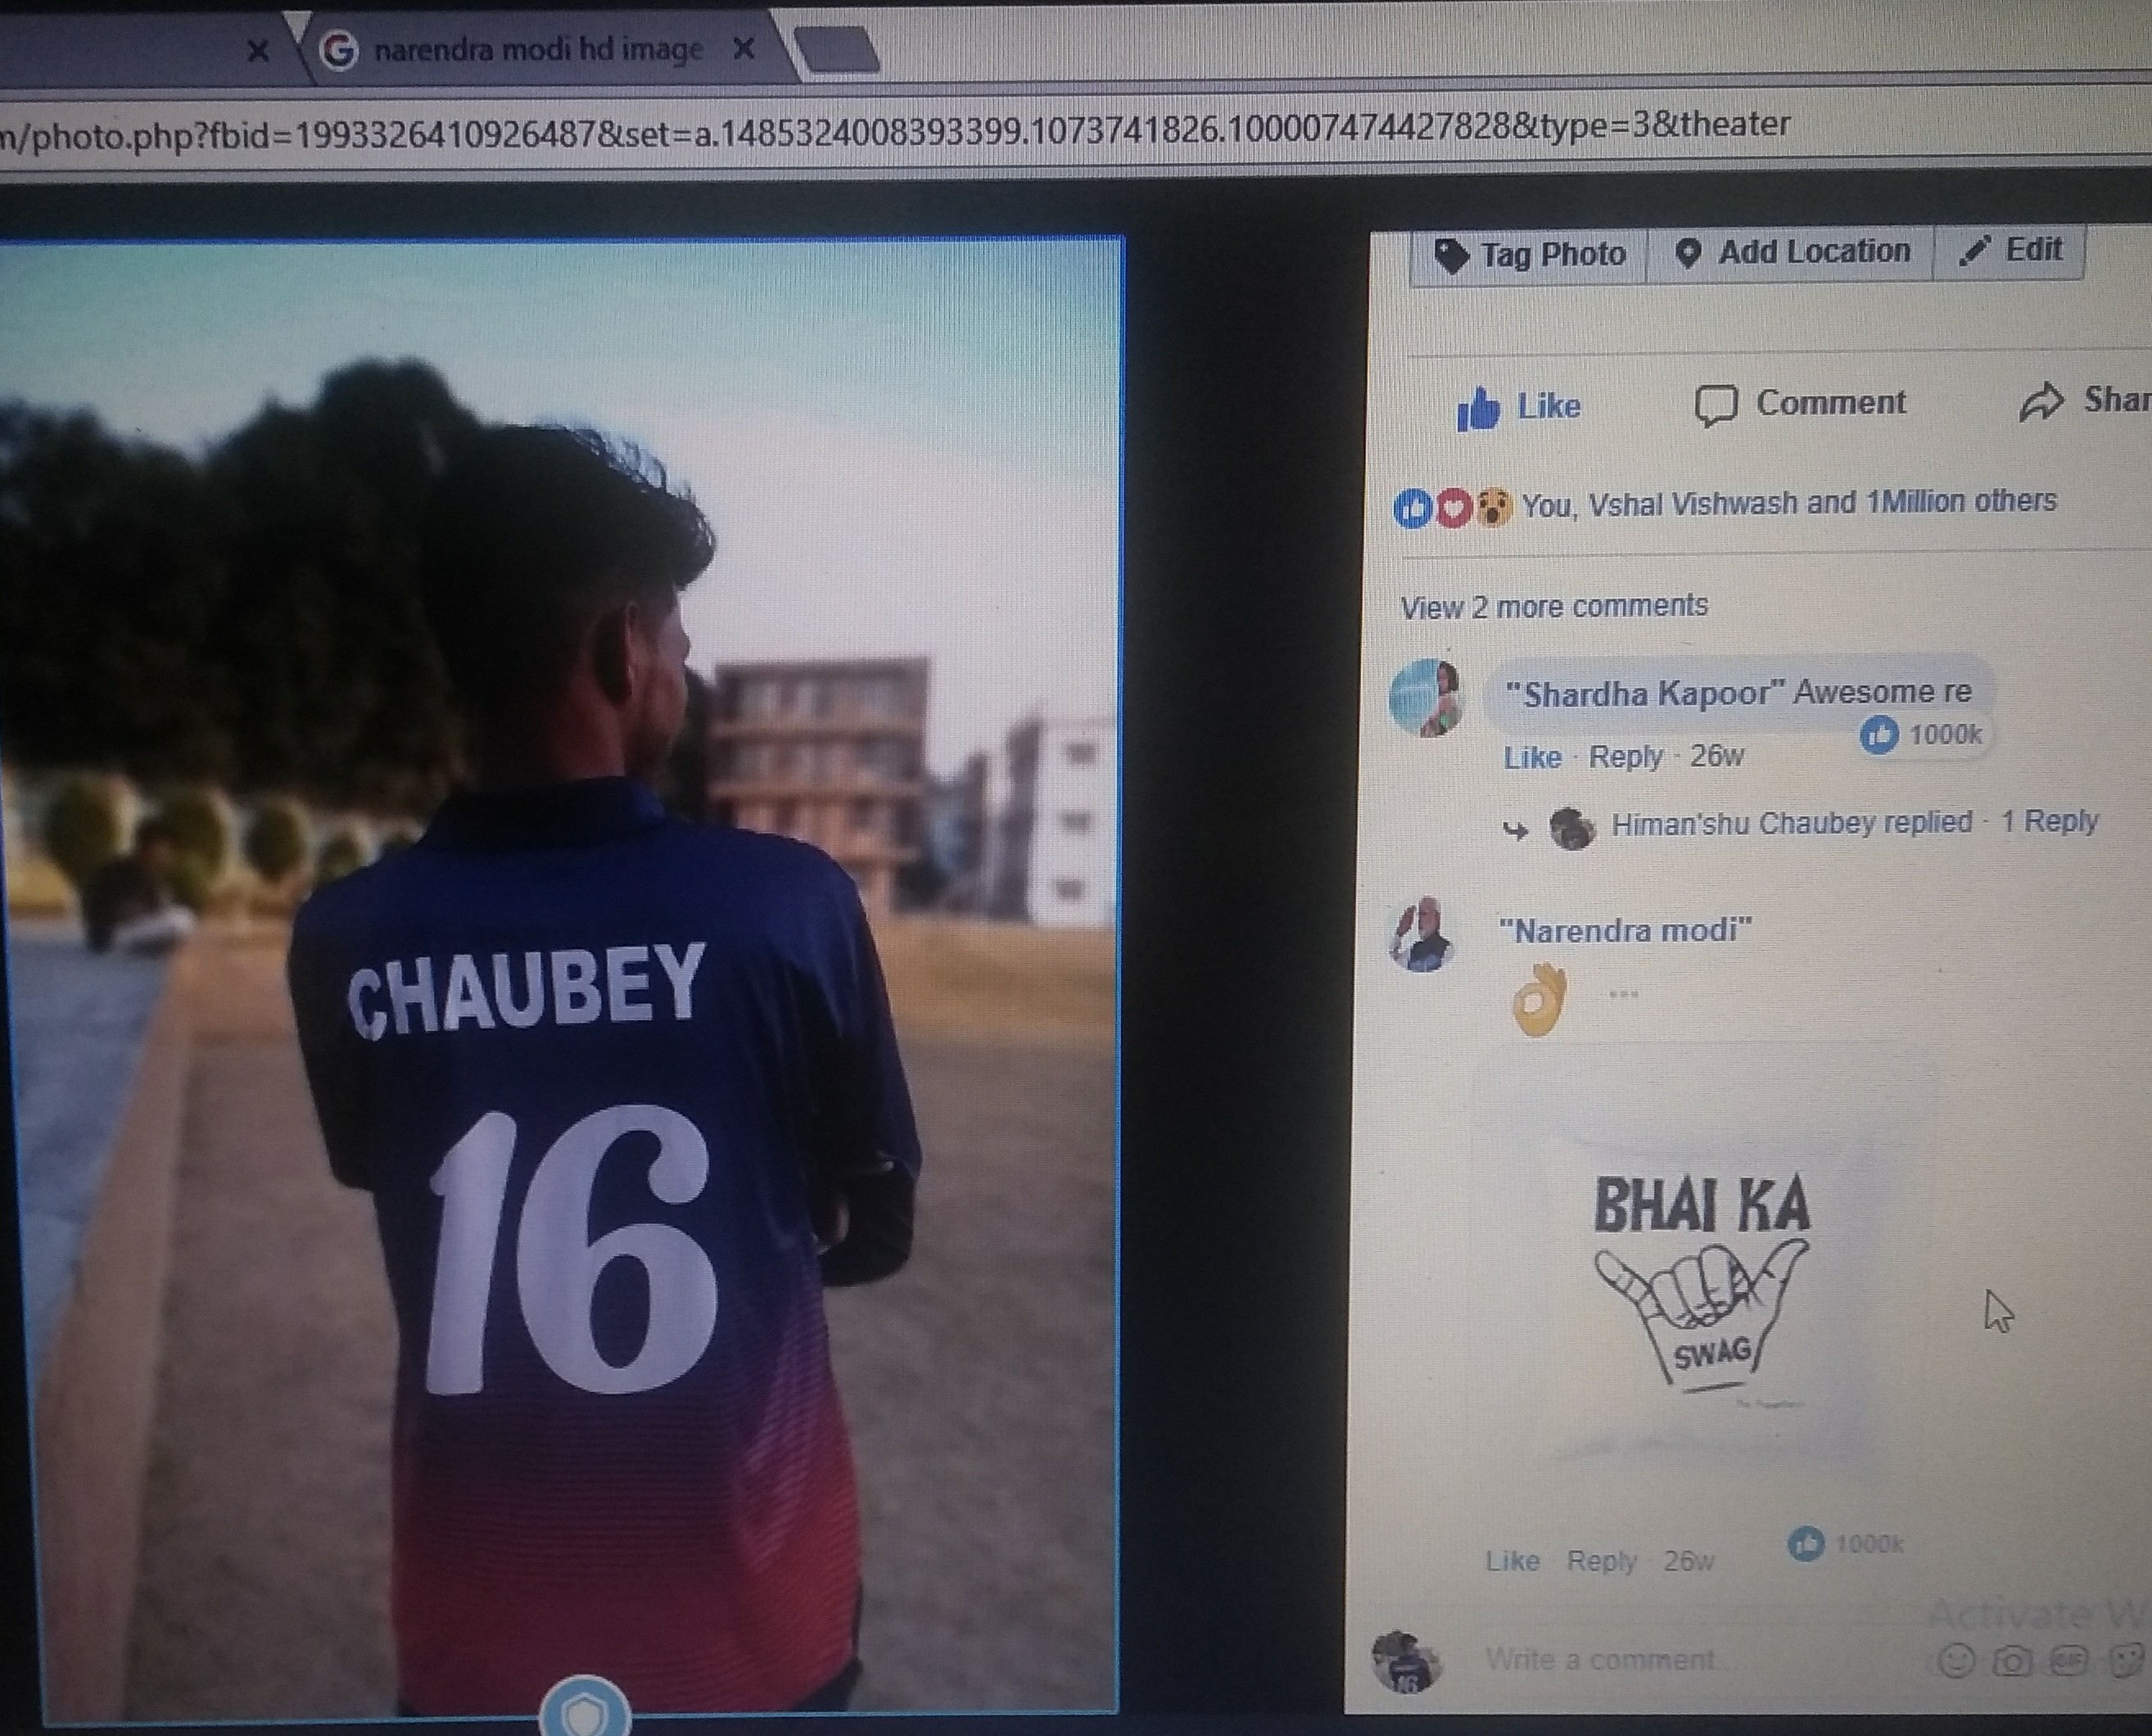 narendra modi hd image
m/photo.php?fbid=1993326410926487&set=a.1485324008393399.1073741826.100007474427828&type=3&theater
Tag Photo Add Location Edit
Like Comment Shar
You, Vshal Vishwash and 1Million others
View 2 more comments
"Shardha Kapoor" Awesome re
1000k
Like · Reply · 26w
Himan'shu Chaubey replied · 1 Reply
"Narendra modi"
BHAI KA
SWAG
Like Reply 26w
1000k
Activate W
Write a comment...
GIF
CHAUBEY
16